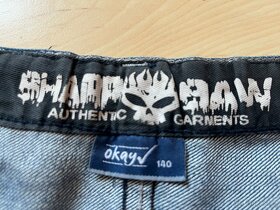 SHARP SAW
AUTHENTIC GARMENTS
okay
140